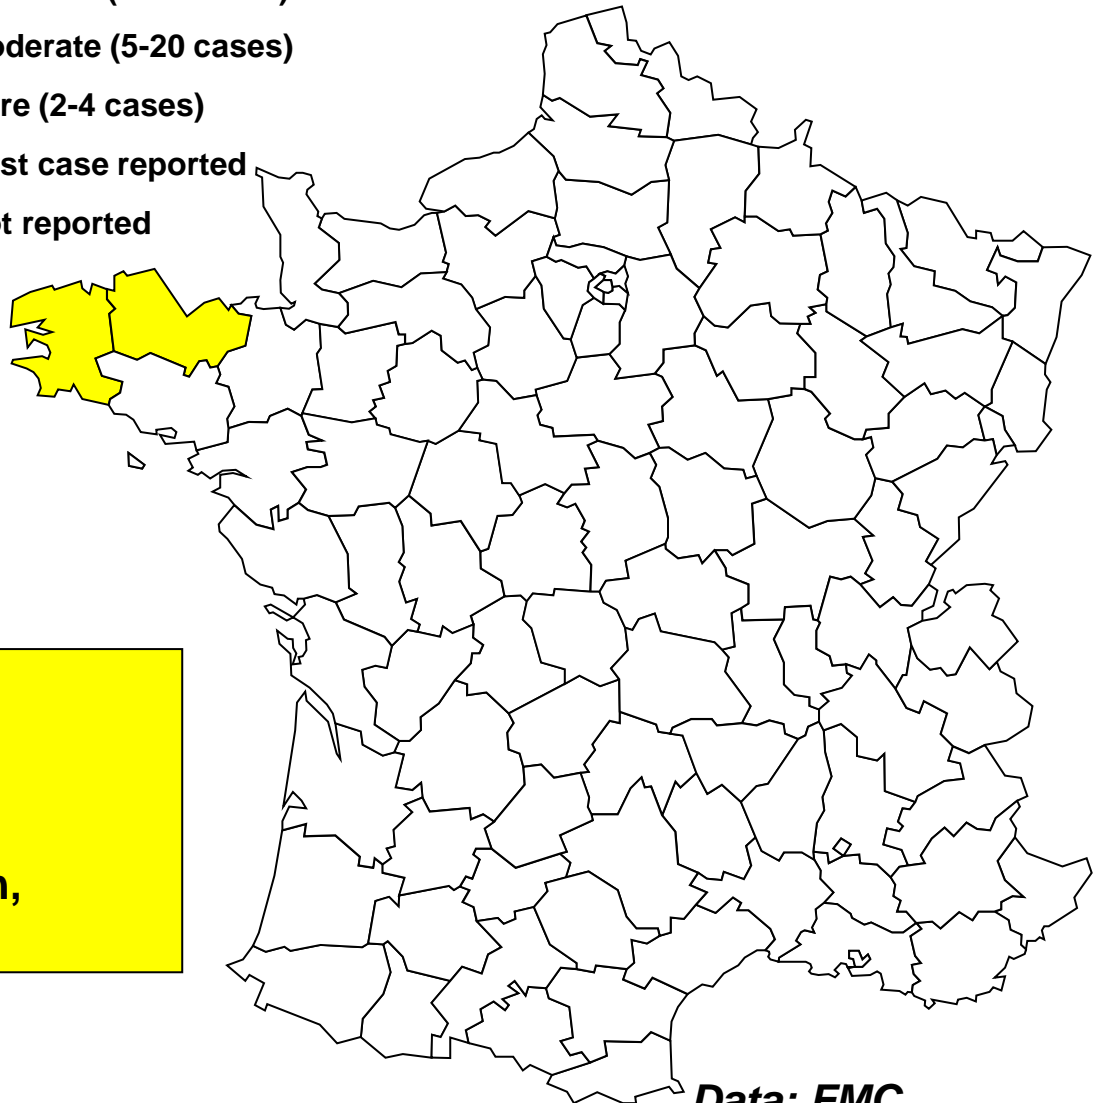 oderate (5-20 cases)
re (2-4 cases)
st case reported
t reported
n,
Data: FMC